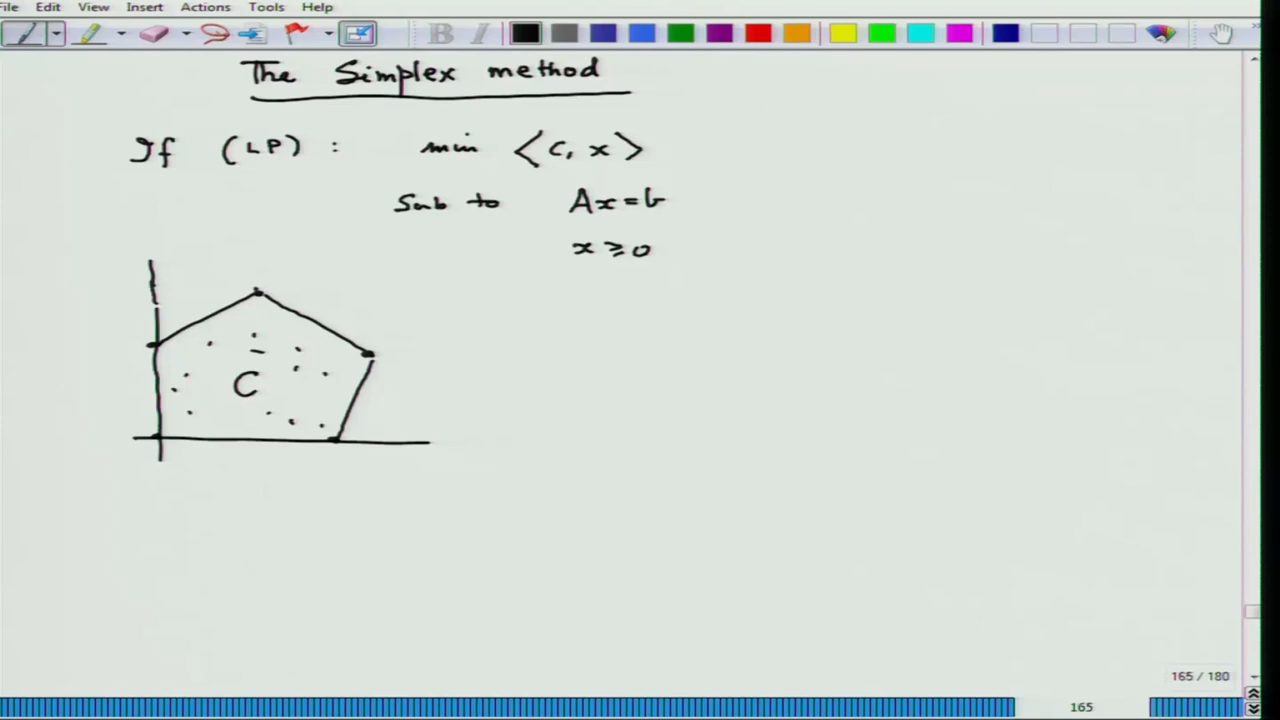 File Edit View Insert Actions Tools Help
B I
The Simplex method
If (LP) : min ⟨c, x⟩
Sub to Ax=b
x ≥ 0
C
165 / 180
165